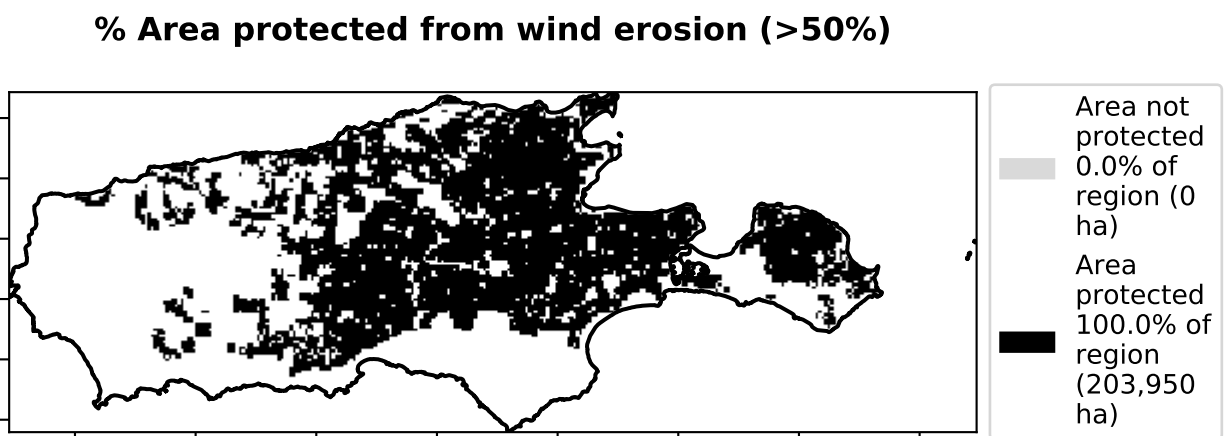 % Area protected from wind erosion (>50%)
Area not
protected
0.0% of
region (0
ha)
Area
protected
100.0% of
region
(203,950
ha)